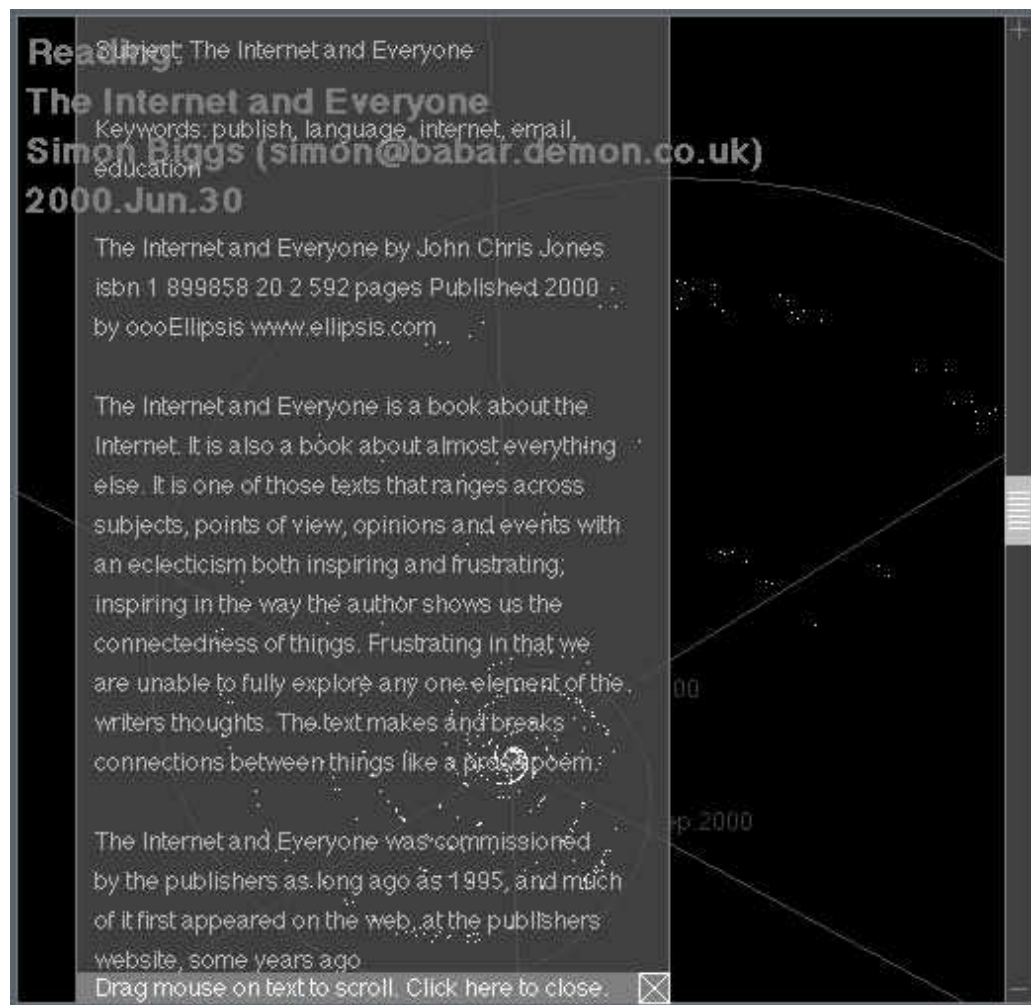 Reading:
The Internet and Everyone
Simon Biggs (simon@babar.demon.co.uk)
2000.Jun.30
Subject: The Internet and Everyone
Keywords: publish, language, internet, email,
education
The Internet and Everyone by John Chris Jones
isbn 1 899858 20 2 592 pages Published 2000
by oooEllipsis www.ellipsis.com
The Internet and Everyone is a book about the
Internet. It is also a book about almost everything
else. It is one of those texts that ranges across
subjects, points of view, opinions and events with
an eclecticism both inspiring and frustrating;
inspiring in the way the author shows us the
connectedness of things. Frustrating in that we
are unable to fully explore any one element of the
writers thoughts. The text makes and breaks
connections between things like a prose poem.
The Internet and Everyone was commissioned
by the publishers as long ago as 1995, and much
of it first appeared on the web, at the publishers
website, some years ago
Drag mouse on text to scroll. Click here to close.
00
ep.2000